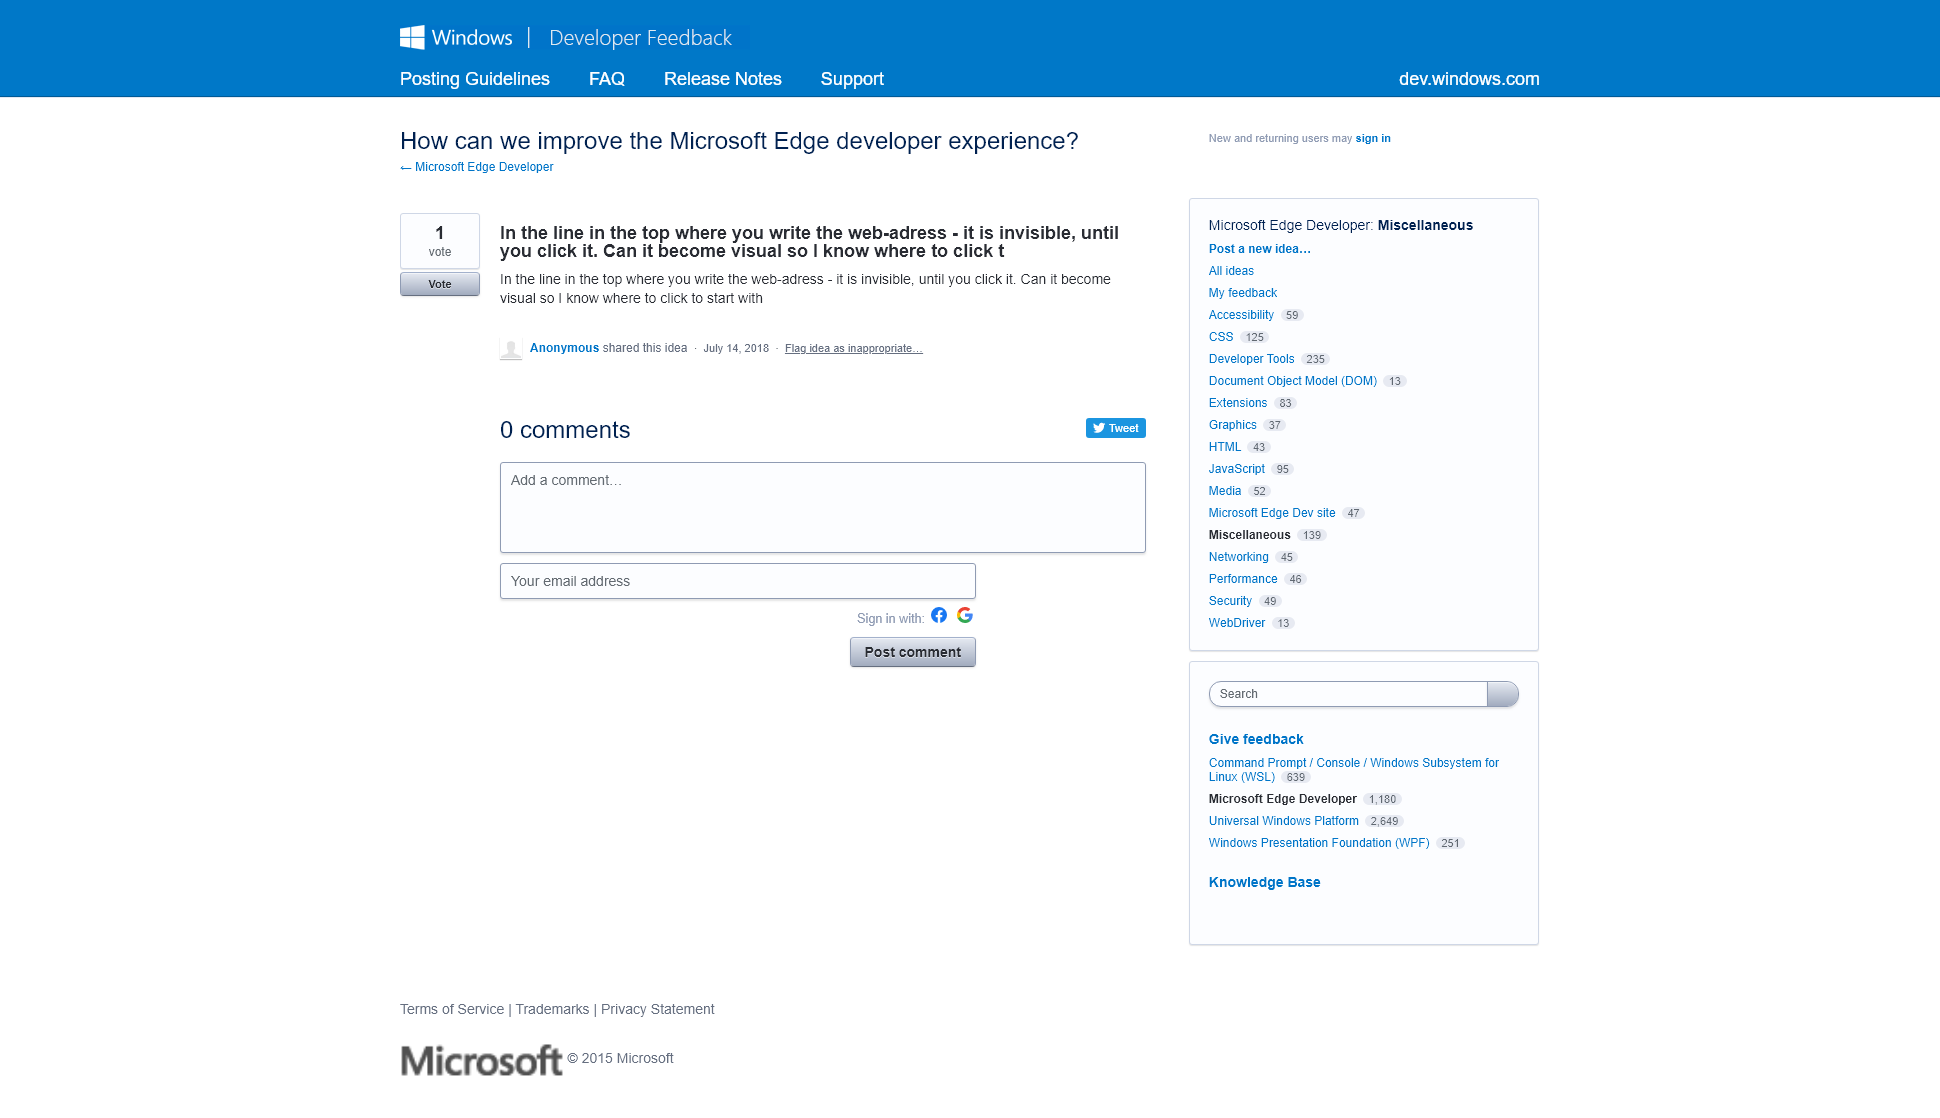 Windows | Developer Feedback
Posting Guidelines FAQ Release Notes Support dev.windows.com
How can we improve the Microsoft Edge developer experience?
← Microsoft Edge Developer
New and returning users may sign in
1
vote
Vote
In the line in the top where you write the web-adress - it is invisible, until
you click it. Can it become visual so I know where to click t
In the line in the top where you write the web-adress - it is invisible, until you click it. Can it become
visual so I know where to click to start with
Anonymous shared this idea · July 14, 2018 · Flag idea as inappropriate…
0 comments
Tweet
Add a comment…
Your email address
Sign in with:
Post comment
Microsoft Edge Developer: Miscellaneous
Post a new idea…
All ideas
My feedback
Accessibility 59
CSS 125
Developer Tools 235
Document Object Model (DOM) 13
Extensions 83
Graphics 37
HTML 43
JavaScript 95
Media 52
Microsoft Edge Dev site 47
Miscellaneous 139
Networking 45
Performance 46
Security 49
WebDriver 13
Search
Give feedback
Command Prompt / Console / Windows Subsystem for
Linux (WSL) 639
Microsoft Edge Developer 1,180
Universal Windows Platform 2,649
Windows Presentation Foundation (WPF) 251
Knowledge Base
Terms of Service | Trademarks | Privacy Statement
Microsoft © 2015 Microsoft